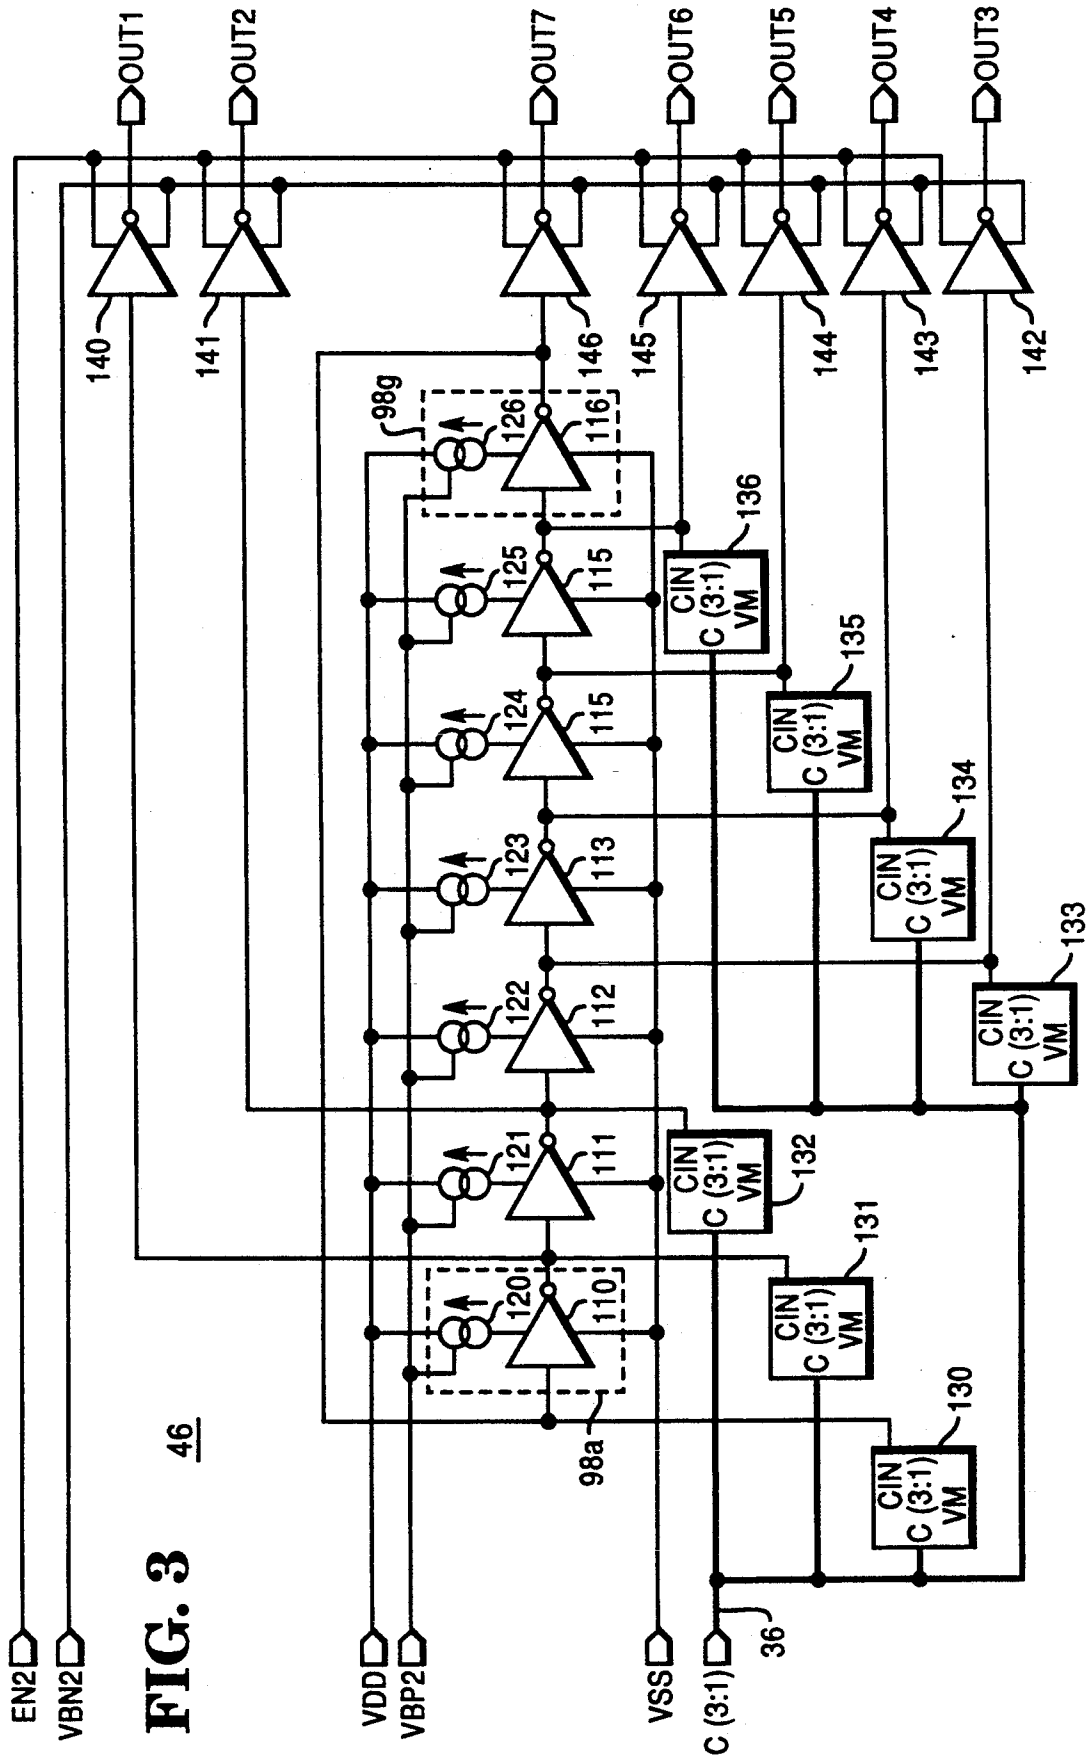 FIG. 3
46
EN2
VBN2
VDD
VBP2
VSS
C (3:1)
36
OUT1
OUT2
OUT7
OUT6
OUT5
OUT4
OUT3
140
141
146
145
144
143
142
98a
98g
120
121
122
123
124
125
126
110
111
112
113
115
115
116
CIN
C (3:1)
VM
130
CIN
C (3:1)
VM
131
CIN
C (3:1)
VM
132
CIN
C (3:1)
VM
133
CIN
C (3:1)
VM
134
CIN
C (3:1)
VM
135
CIN
C (3:1)
VM
136